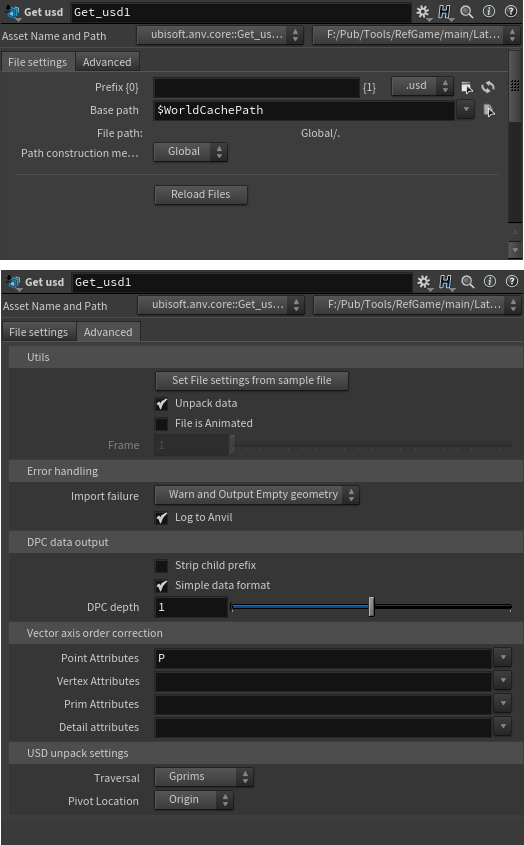 Get usd Get_usd1
Asset Name and Path ubisoft.anv.core::Get_us... F:/Pub/Tools/RefGame/main/Lat...
File settings Advanced
Prefix {0} {1} .usd
Base path $WorldCachePath
File path: Global/.
Path construction me... Global
Reload Files
Get usd Get_usd1
Asset Name and Path ubisoft.anv.core::Get_us... F:/Pub/Tools/RefGame/main/Lat...
File settings Advanced
Utils
Set File settings from sample file
Unpack data
File is Animated
Frame 1
Error handling
Import failure Warn and Output Empty geometry
Log to Anvil
DPC data output
Strip child prefix
Simple data format
DPC depth 1
Vector axis order correction
Point Attributes P
Vertex Attributes
Prim Attributes
Detail attributes
USD unpack settings
Traversal Gprims
Pivot Location Origin